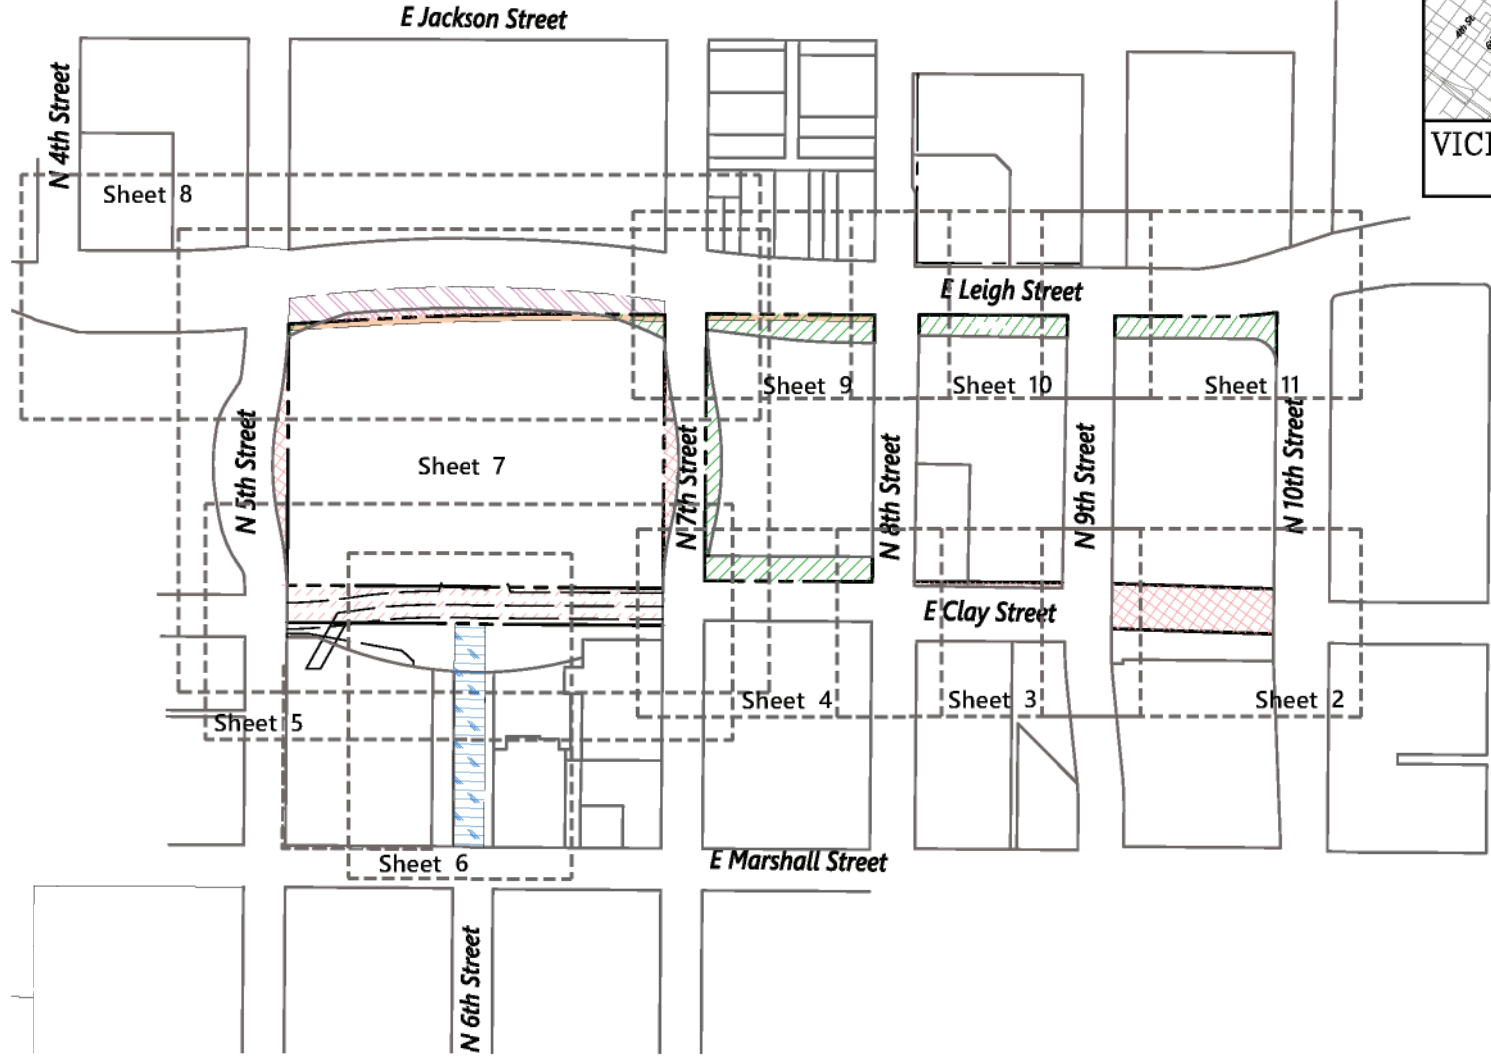 E Jackson Street
4th St.
VICI
N 4th Street
Sheet 8
E Leigh Street
Sheet 9
Sheet 10
Sheet 11
N 5th Street
Sheet 7
N 7th Street
N 8th Street
N 9th Street
N 10th Street
E Clay Street
Sheet 5
Sheet 4
Sheet 3
Sheet 2
Sheet 6
E Marshall Street
N 6th Street